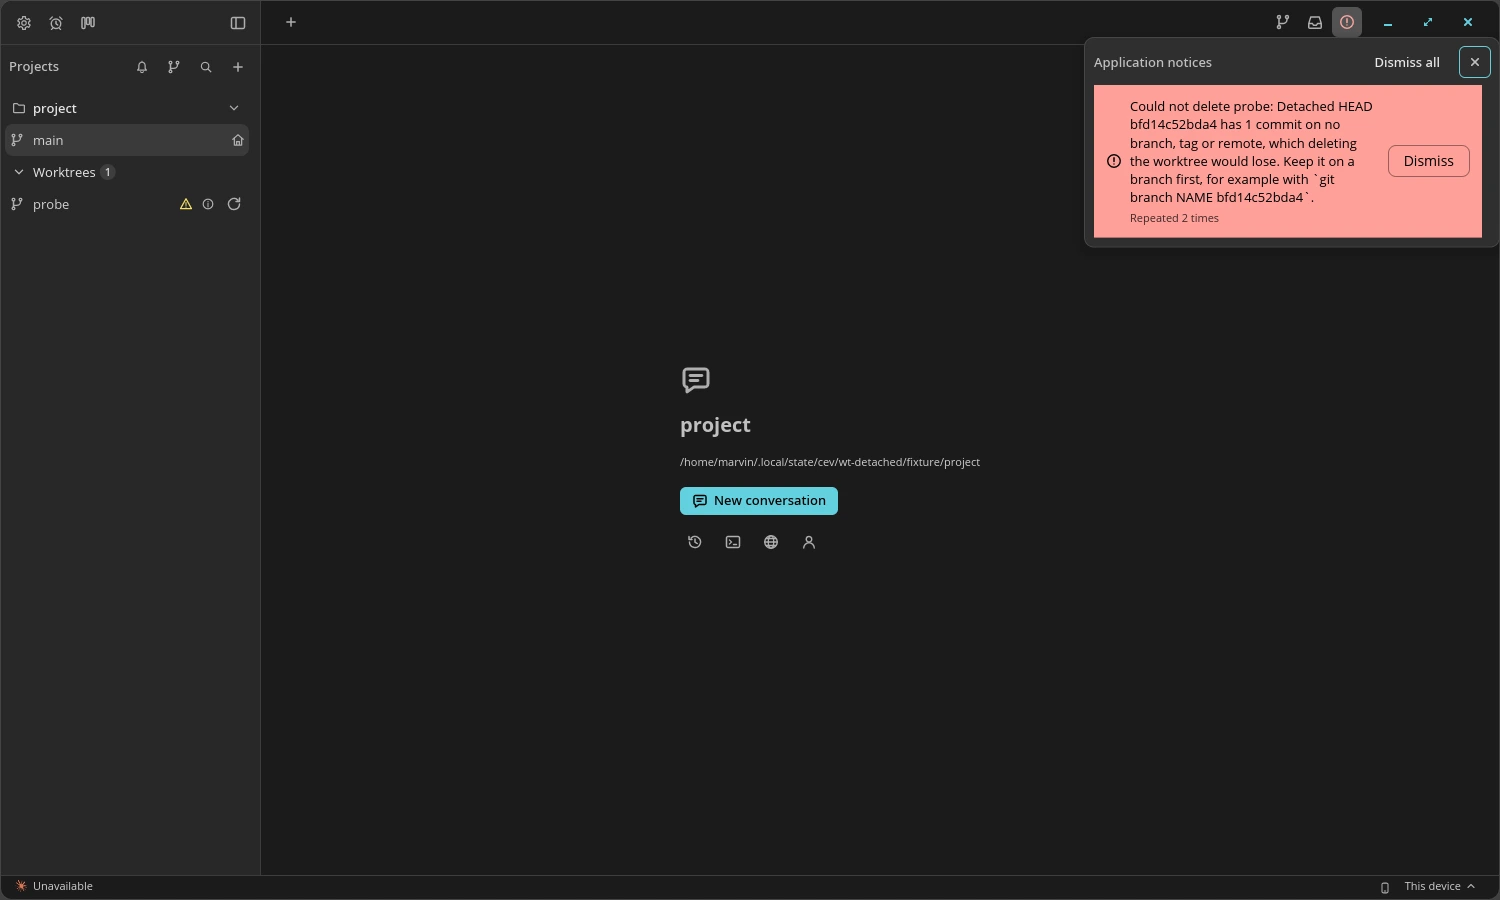 Projects
project
main
Worktrees 1
probe
Application notices
Dismiss all
Could not delete probe: Detached HEAD
bfd14c52bda4 has 1 commit on no
branch, tag or remote, which deleting
the worktree would lose. Keep it on a
branch first, for example with `git
branch NAME bfd14c52bda4`.
Repeated 2 times
Dismiss
project
/home/marvin/.local/state/cev/wt-detached/fixture/project
New conversation
Unavailable
This device